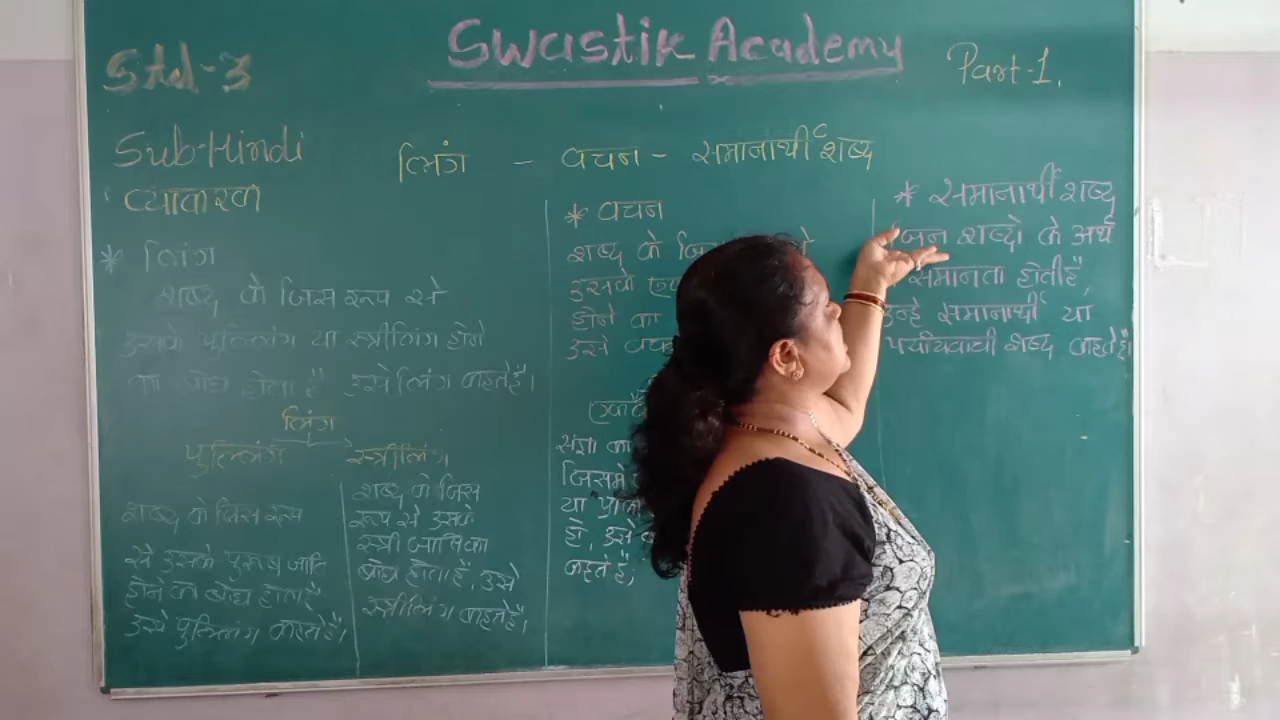 Swastik Academy
Std-3
Part-1.
Sub-Hindi
व्याकरण
लिंग - वचन - समानार्थी शब्द
* लिंग
शब्द के जिस रूप से
उसके पुल्लिंग या स्त्रीलिंग होने
का बोध होता है उसे लिंग कहते हैं।
लिंग
पुल्लिंग स्त्रीलिंग
शब्द के जिस रूप
से उसके पुरुष जाति
होने का बोध होता है
उसे पुल्लिंग कहते हैं।
शब्द के जिस
रूप से उसके
स्त्री जाति का
बोध होता है, उसे
स्त्रीलिंग कहते हैं।
* वचन
शब्द के
उसके
होने का
उसे
संज्ञा का
जिसमें
या
हो, उसे
कहते हैं,
* समानार्थी शब्द
जिन शब्दो के अर्थ
समानता होती है,
उन्हे समानार्थी या
पर्यायवाची शब्द कहते हैं।